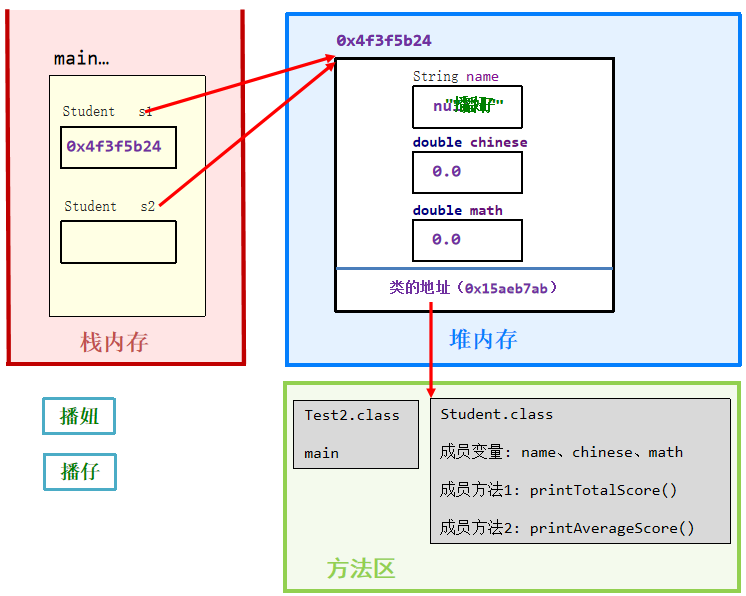 main…
Student s1
0x4f3f5b24
Student s2
栈内存
0x4f3f5b24
String name
double chinese
0.0
double math
0.0
类的地址（0x15aeb7ab）
堆内存
播妞
播仔
Test2.class
main
Student.class
成员变量：name、chinese、math
成员方法1：printTotalScore()
成员方法2：printAverageScore()
方法区